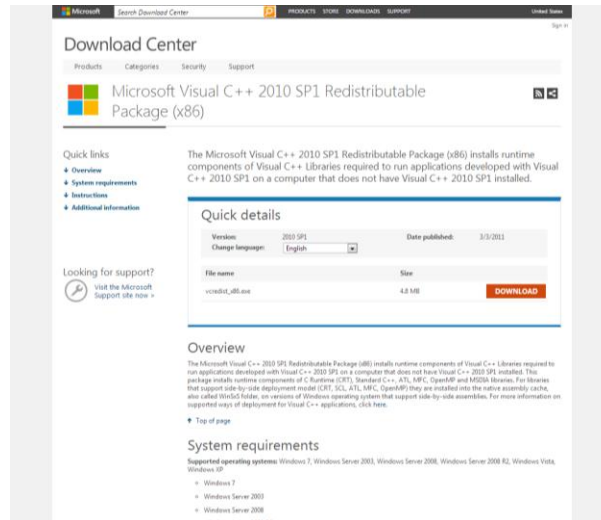 Microsoft
Search Download Center
PRODUCTS STORE DOWNLOADS SUPPORT
United States
Sign in
Download Center
Products Categories Security Support
Microsoft Visual C++ 2010 SP1 Redistributable
Package (x86)
Quick links
Overview
System requirements
Instructions
Additional information
Looking for support?
Visit the Microsoft
Support site now >
The Microsoft Visual C++ 2010 SP1 Redistributable Package (x86) installs runtime
components of Visual C++ Libraries required to run applications developed with Visual
C++ 2010 SP1 on a computer that does not have Visual C++ 2010 SP1 installed.
Quick details
Version: 2010 SP1 Date published: 3/3/2011
Change language: English
File name Size
vcredist_x86.exe 4.8 MB DOWNLOAD
Overview
The Microsoft Visual C++ 2010 SP1 Redistributable Package (x86) installs runtime components of Visual C++ Libraries required to
run applications developed with Visual C++ 2010 SP1 on a computer that does not have Visual C++ 2010 SP1 installed. This
package installs runtime components of C Runtime (CRT), Standard C++, ATL, MFC, OpenMP and MSDIA libraries. For libraries
that support side-by-side deployment model (CRT, SCL, ATL, MFC, OpenMP) they are installed into the native assembly cache,
also called WinSxS folder, on versions of Windows operating system that support side-by-side assemblies. For more information on
supported ways of deployment for Visual C++ applications, click here.
Top of page
System requirements
Supported operating systems: Windows 7, Windows Server 2003, Windows Server 2008, Windows Server 2008 R2, Windows Vista,
Windows XP
Windows 7
Windows Server 2003
Windows Server 2008